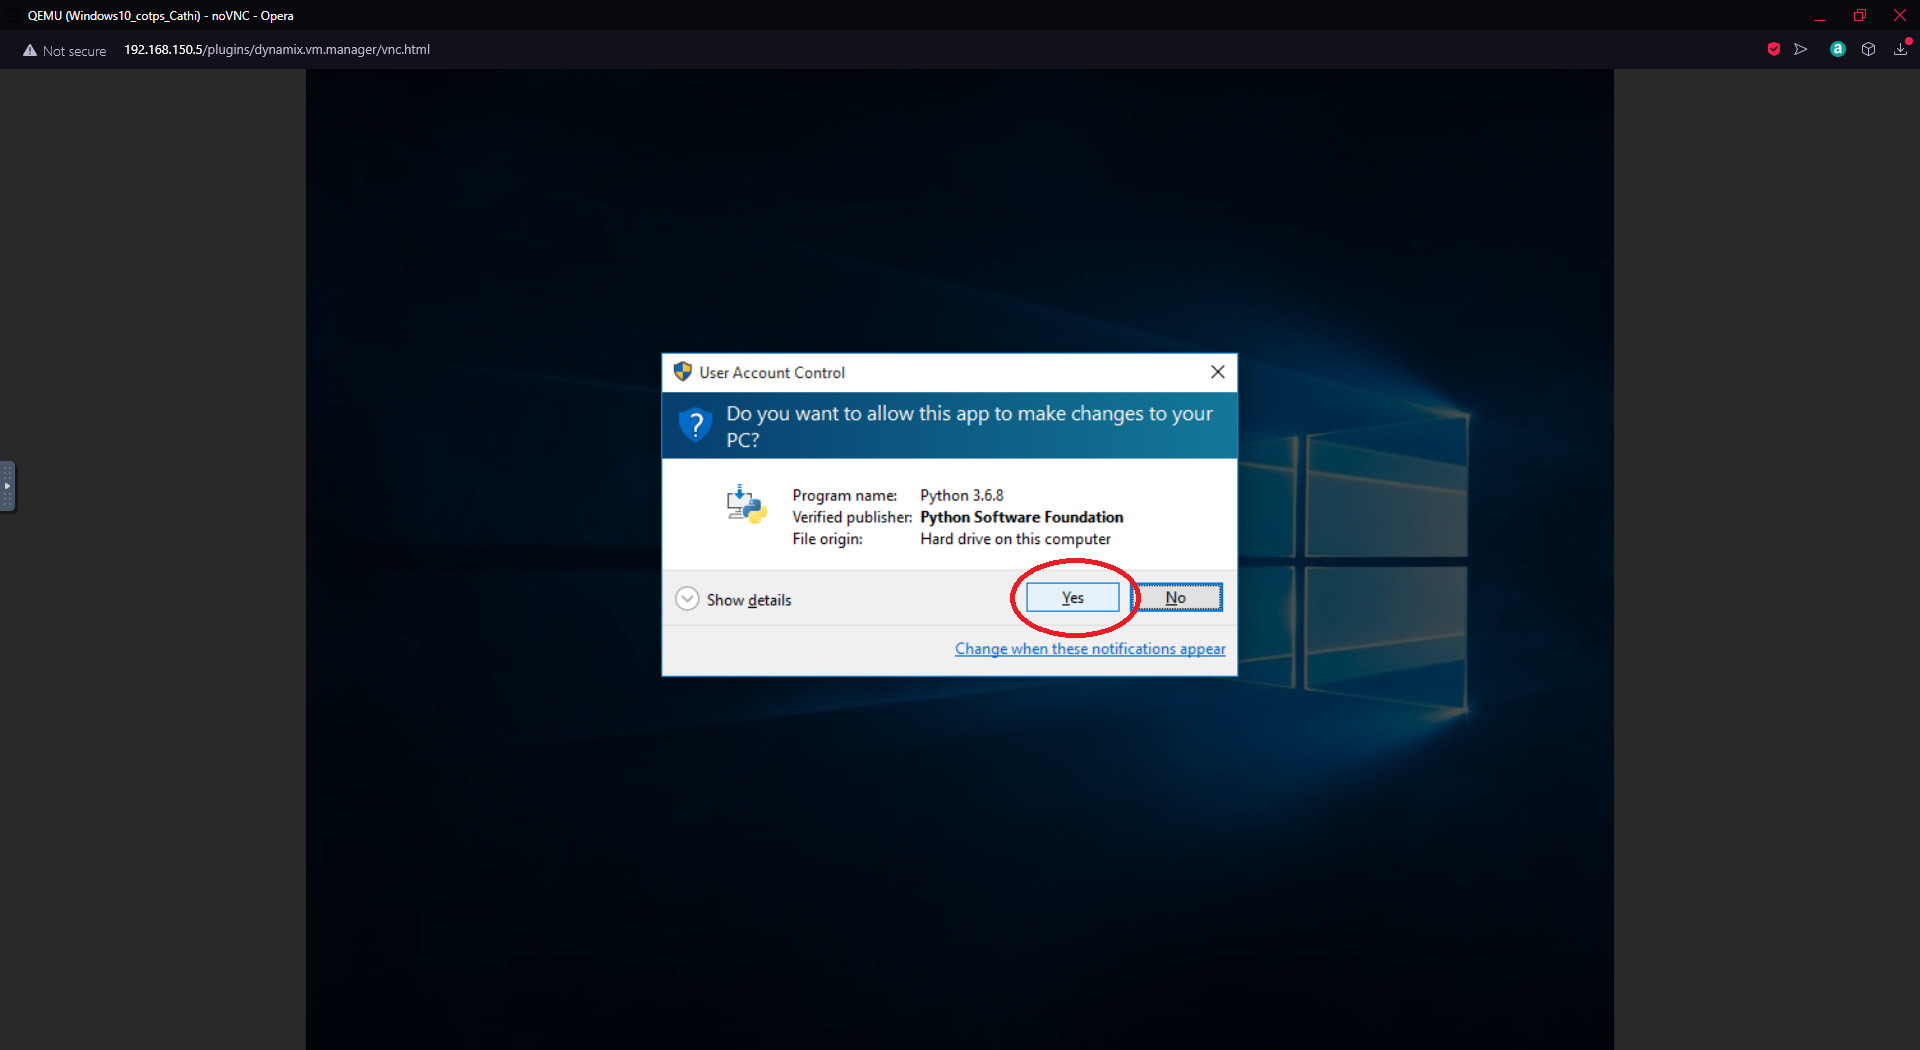 QEMU (Windows10_cotps_Cathi) - noVNC - Opera
Not secure 192.168.150.5/plugins/dynamix.vm.manager/vnc.html
a
User Account Control
?
Do you want to allow this app to make changes to your
PC?
Program name: Python 3.6.8
Verified publisher: Python Software Foundation
File origin: Hard drive on this computer
Show details
Yes
No
Change when these notifications appear